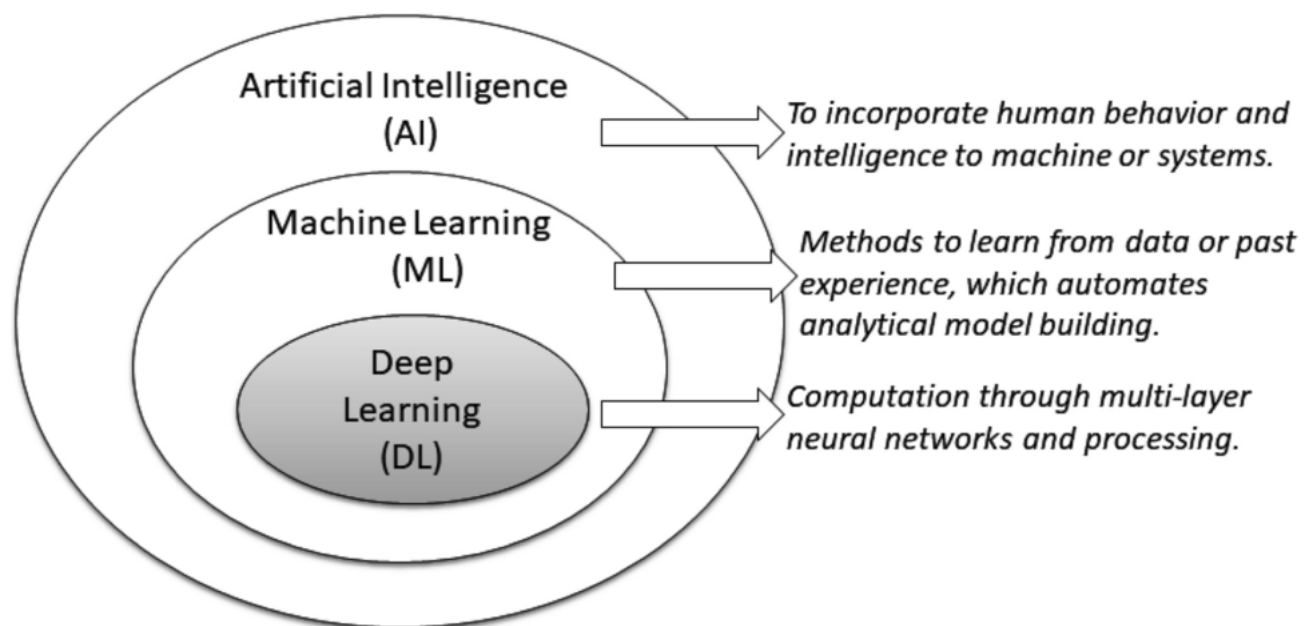 Artificial Intelligence
(AI)
To incorporate human behavior and
intelligence to machine or systems.
Machine Learning
(ML)
Methods to learn from data or past
experience, which automates
analytical model building.
Deep
Learning
(DL)
Computation through multi-layer
neural networks and processing.